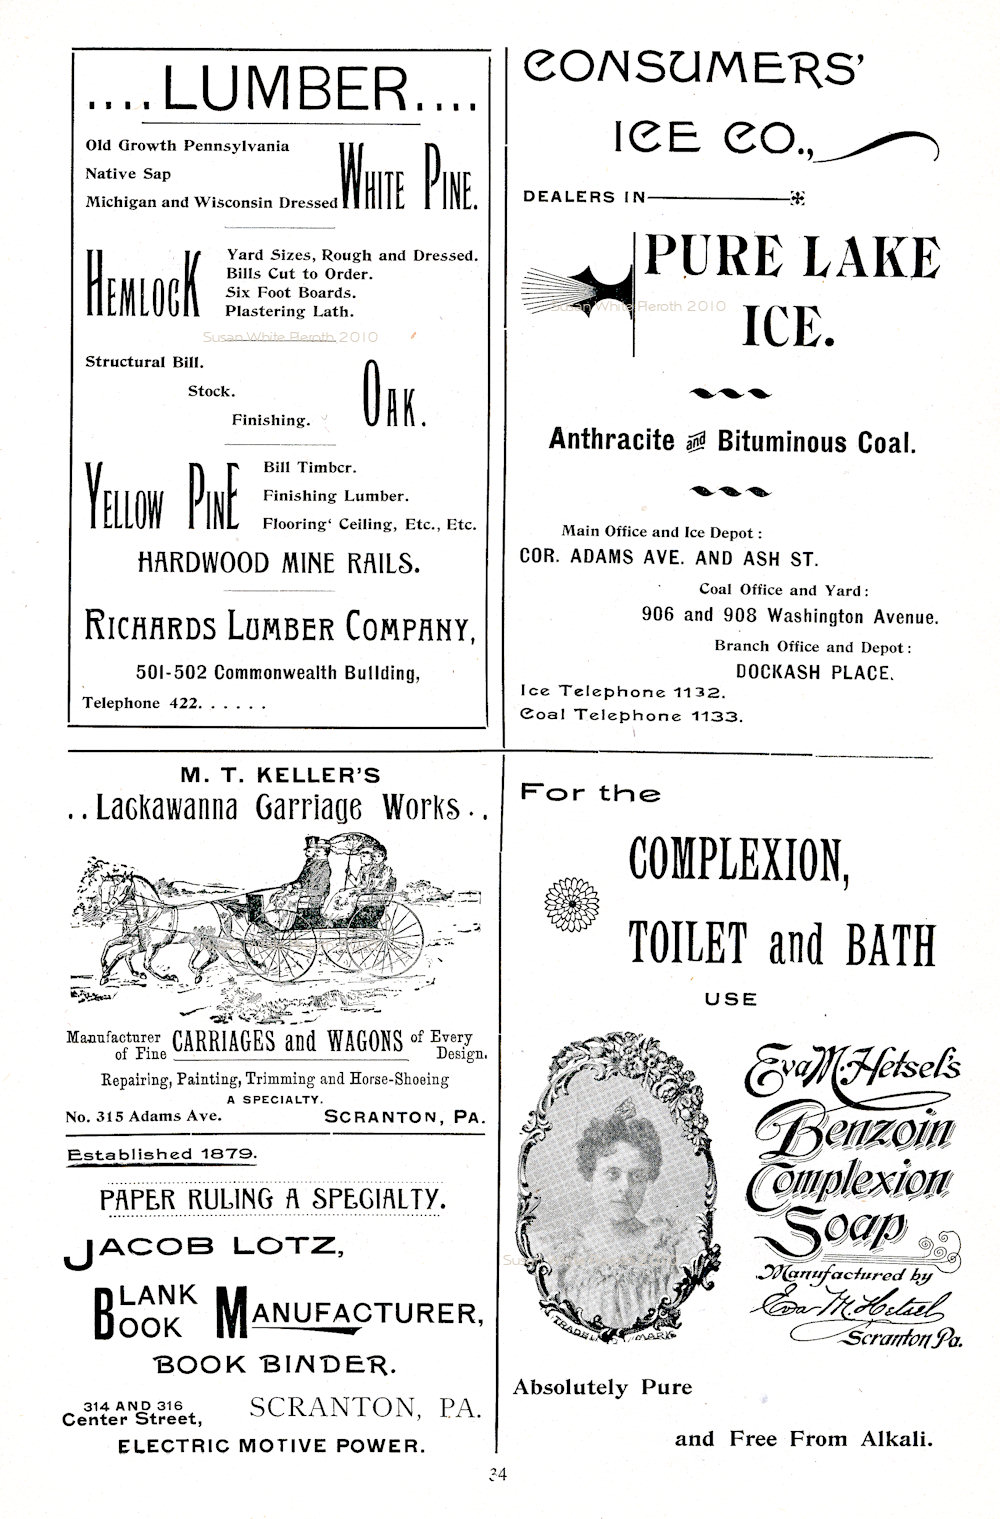 ....LUMBER....
Old Growth Pennsylvania
Native Sap
Michigan and Wisconsin Dressed
WHITE PINE.
HEMLOCK
Yard Sizes, Rough and Dressed.
Bills Cut to Order.
Six Foot Boards.
Plastering Lath.
Susan White Pieroth 2010
Structural Bill.
Stock.
Finishing.
OAK.
YELLOW PINE
Bill Timber.
Finishing Lumber.
Flooring‘ Ceiling, Etc., Etc.
HARDWOOD MINE RAILS.
RICHARDS LUMBER COMPANY,
501-502 Commonwealth Building,
Telephone 422. . . . . .
CONSUMERS’
ICE CO.,
DEALERS IN
PURE LAKE
ICE.
Susan White Pieroth 2010
Anthracite and Bituminous Coal.
Main Office and Ice Depot :
COR. ADAMS AVE. AND ASH ST.
Coal Office and Yard :
906 and 908 Washington Avenue.
Branch Office and Depot :
DOCKASH PLACE.
Ice Telephone 1132.
Coal Telephone 1133.
M. T. KELLER'S
..Lackawanna Carriage Works..
Manufacturer of Fine CARRIAGES and WAGONS of Every Design.
Repairing, Painting, Trimming and Horse-Shoeing
A SPECIALTY.
No. 315 Adams Ave. SCRANTON, PA.
Established 1879.
PAPER RULING A SPECIALTY.
JACOB LOTZ,
BLANK BOOK MANUFACTURER,
BOOK BINDER.
314 AND 316
Center Street,
SCRANTON, PA.
ELECTRIC MOTIVE POWER.
For the
COMPLEXION,
TOILET and BATH
USE
Eva M. Hetsel's
Benzoin
Complexion
Soap
Manufactured by
Eva M. Hetsel
Scranton Pa.
TRADE MARK
Absolutely Pure
and Free From Alkali.
34